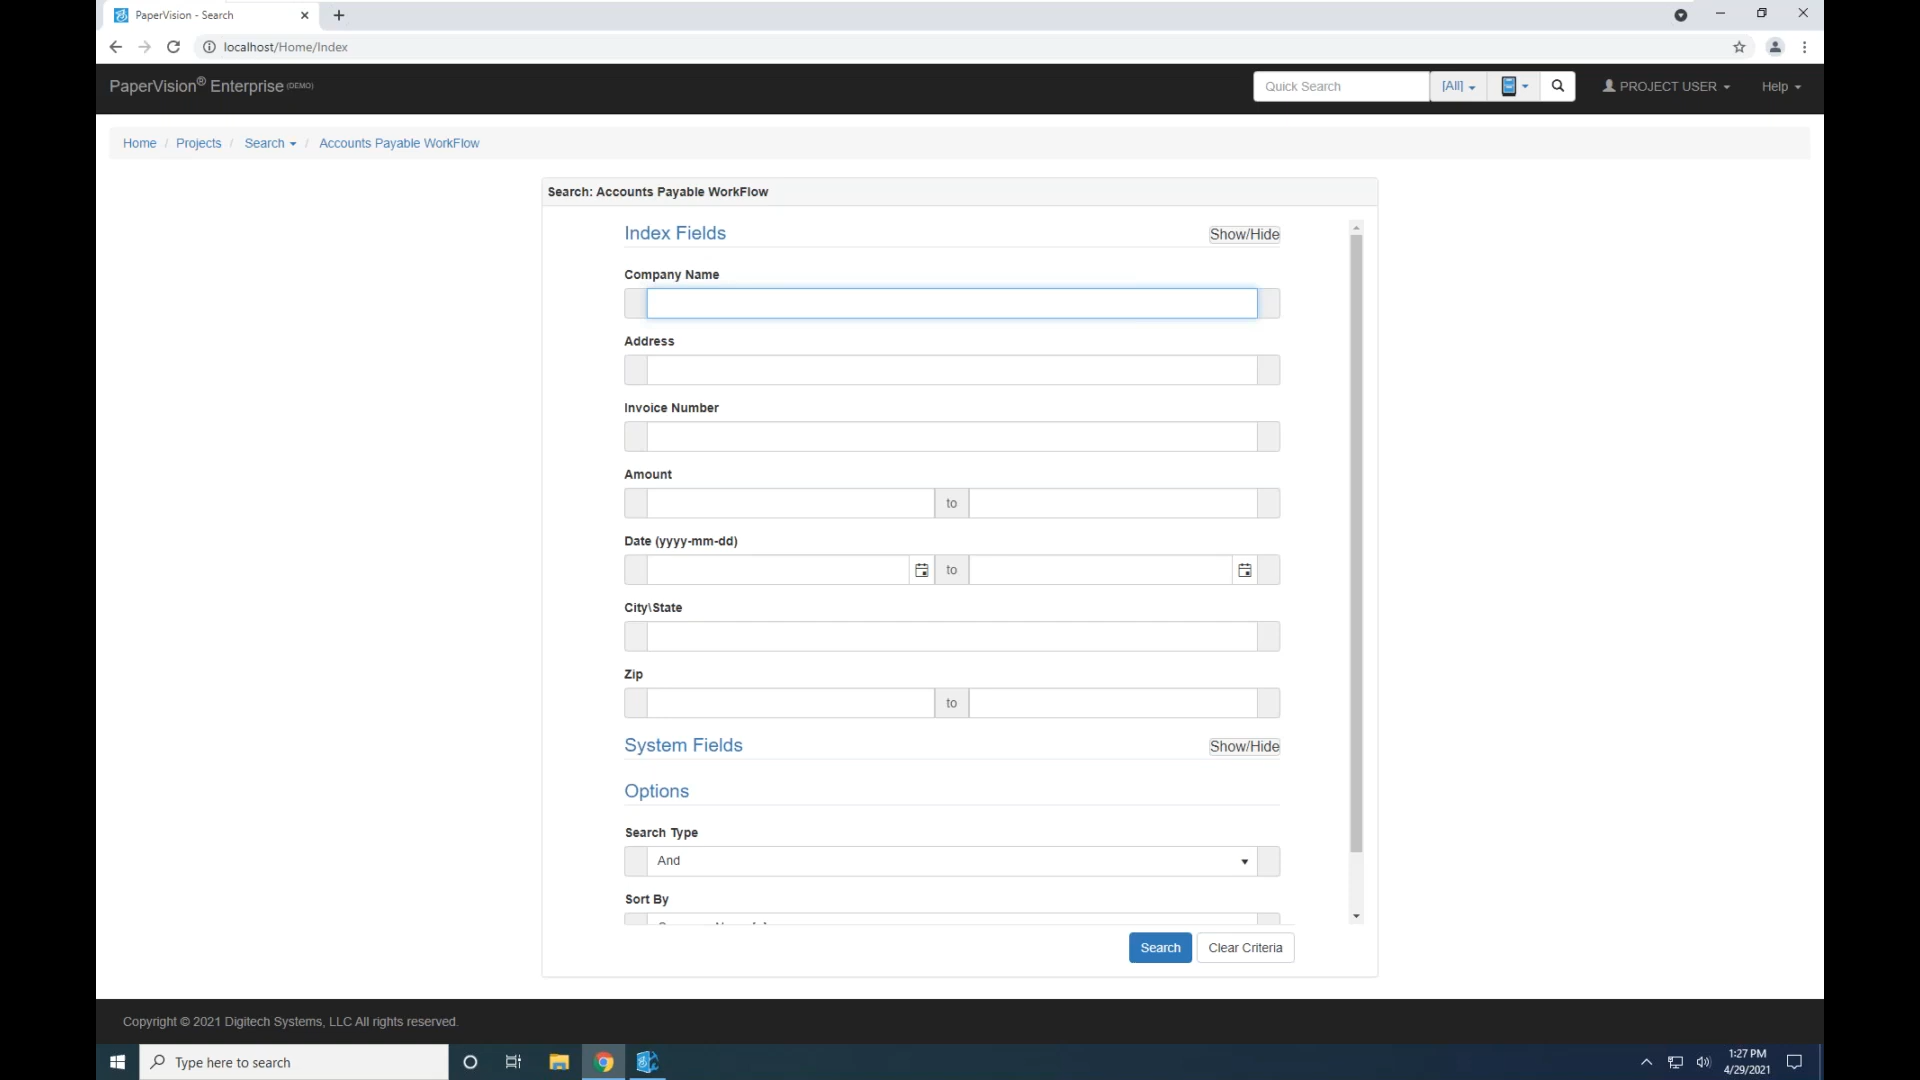 PaperVision - Search
localhost/Home/Index
PaperVision® Enterprise (DEMO)
Quick Search
[All]
PROJECT USER
Help
Home / Projects / Search / Accounts Payable WorkFlow
Search: Accounts Payable WorkFlow
Index Fields
Show/Hide
Company Name
Address
Invoice Number
Amount
to
Date (yyyy-mm-dd)
to
City\State
Zip
to
System Fields
Show/Hide
Options
Search Type
And
Sort By
Search
Clear Criteria
Copyright © 2021 Digitech Systems, LLC All rights reserved.
Type here to search
1:27 PM
4/29/2021